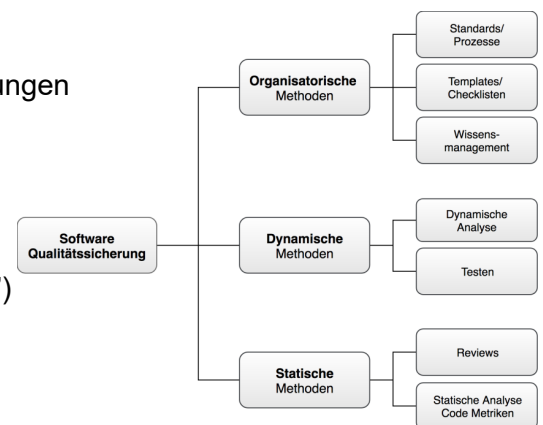 ungen
")
Software
Qualitätssicherung
Organisatorische
Methoden
Standards/
Prozesse
Templates/
Checklisten
Wissens-
management
Dynamische
Methoden
Dynamische
Analyse
Testen
Statische
Methoden
Reviews
Statische Analyse
Code Metriken